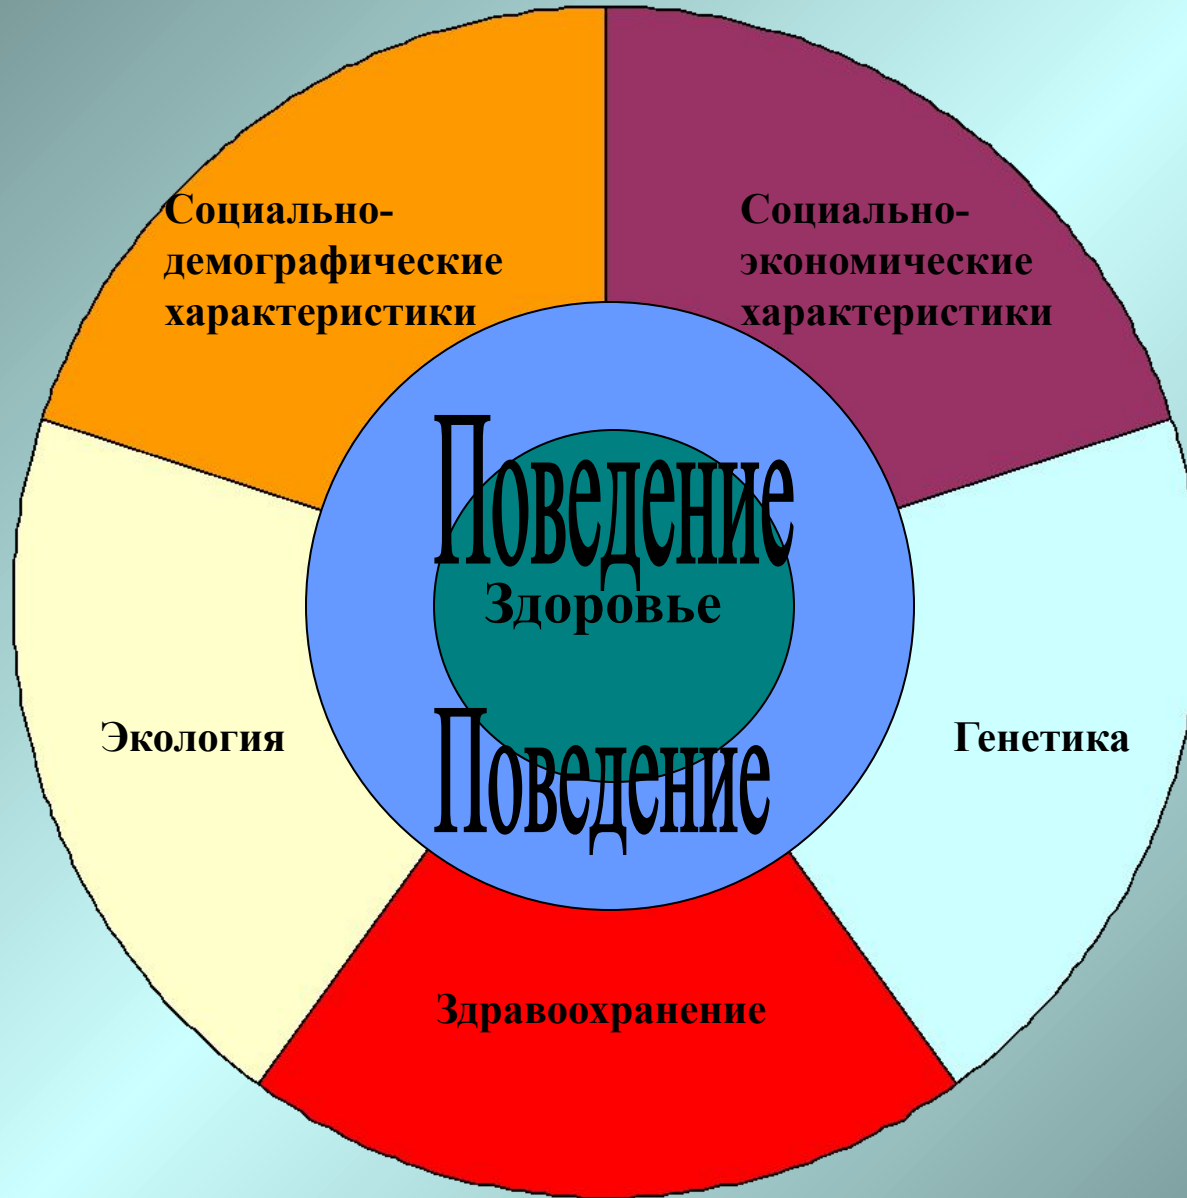 Социально-
демографические
характеристики
Социально-
экономические
характеристики
Поведение
Здоровье
Поведение
Экология
Генетика
Здравоохранение